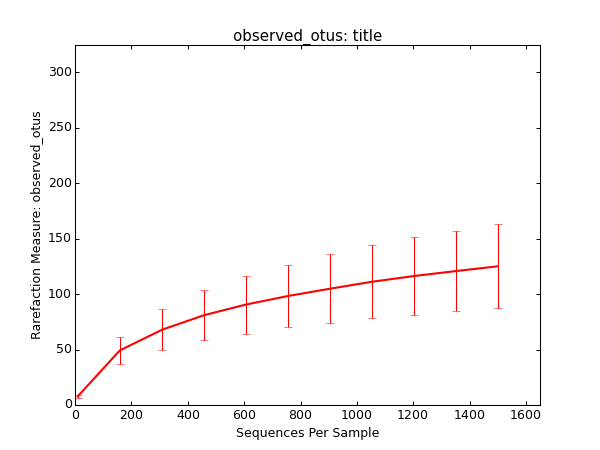 observed_otus: title
300
250
200
150
100
50
0
0 200 400 600 800 1000 1200 1400 1600
Rarefaction Measure: observed_otus
Sequences Per Sample